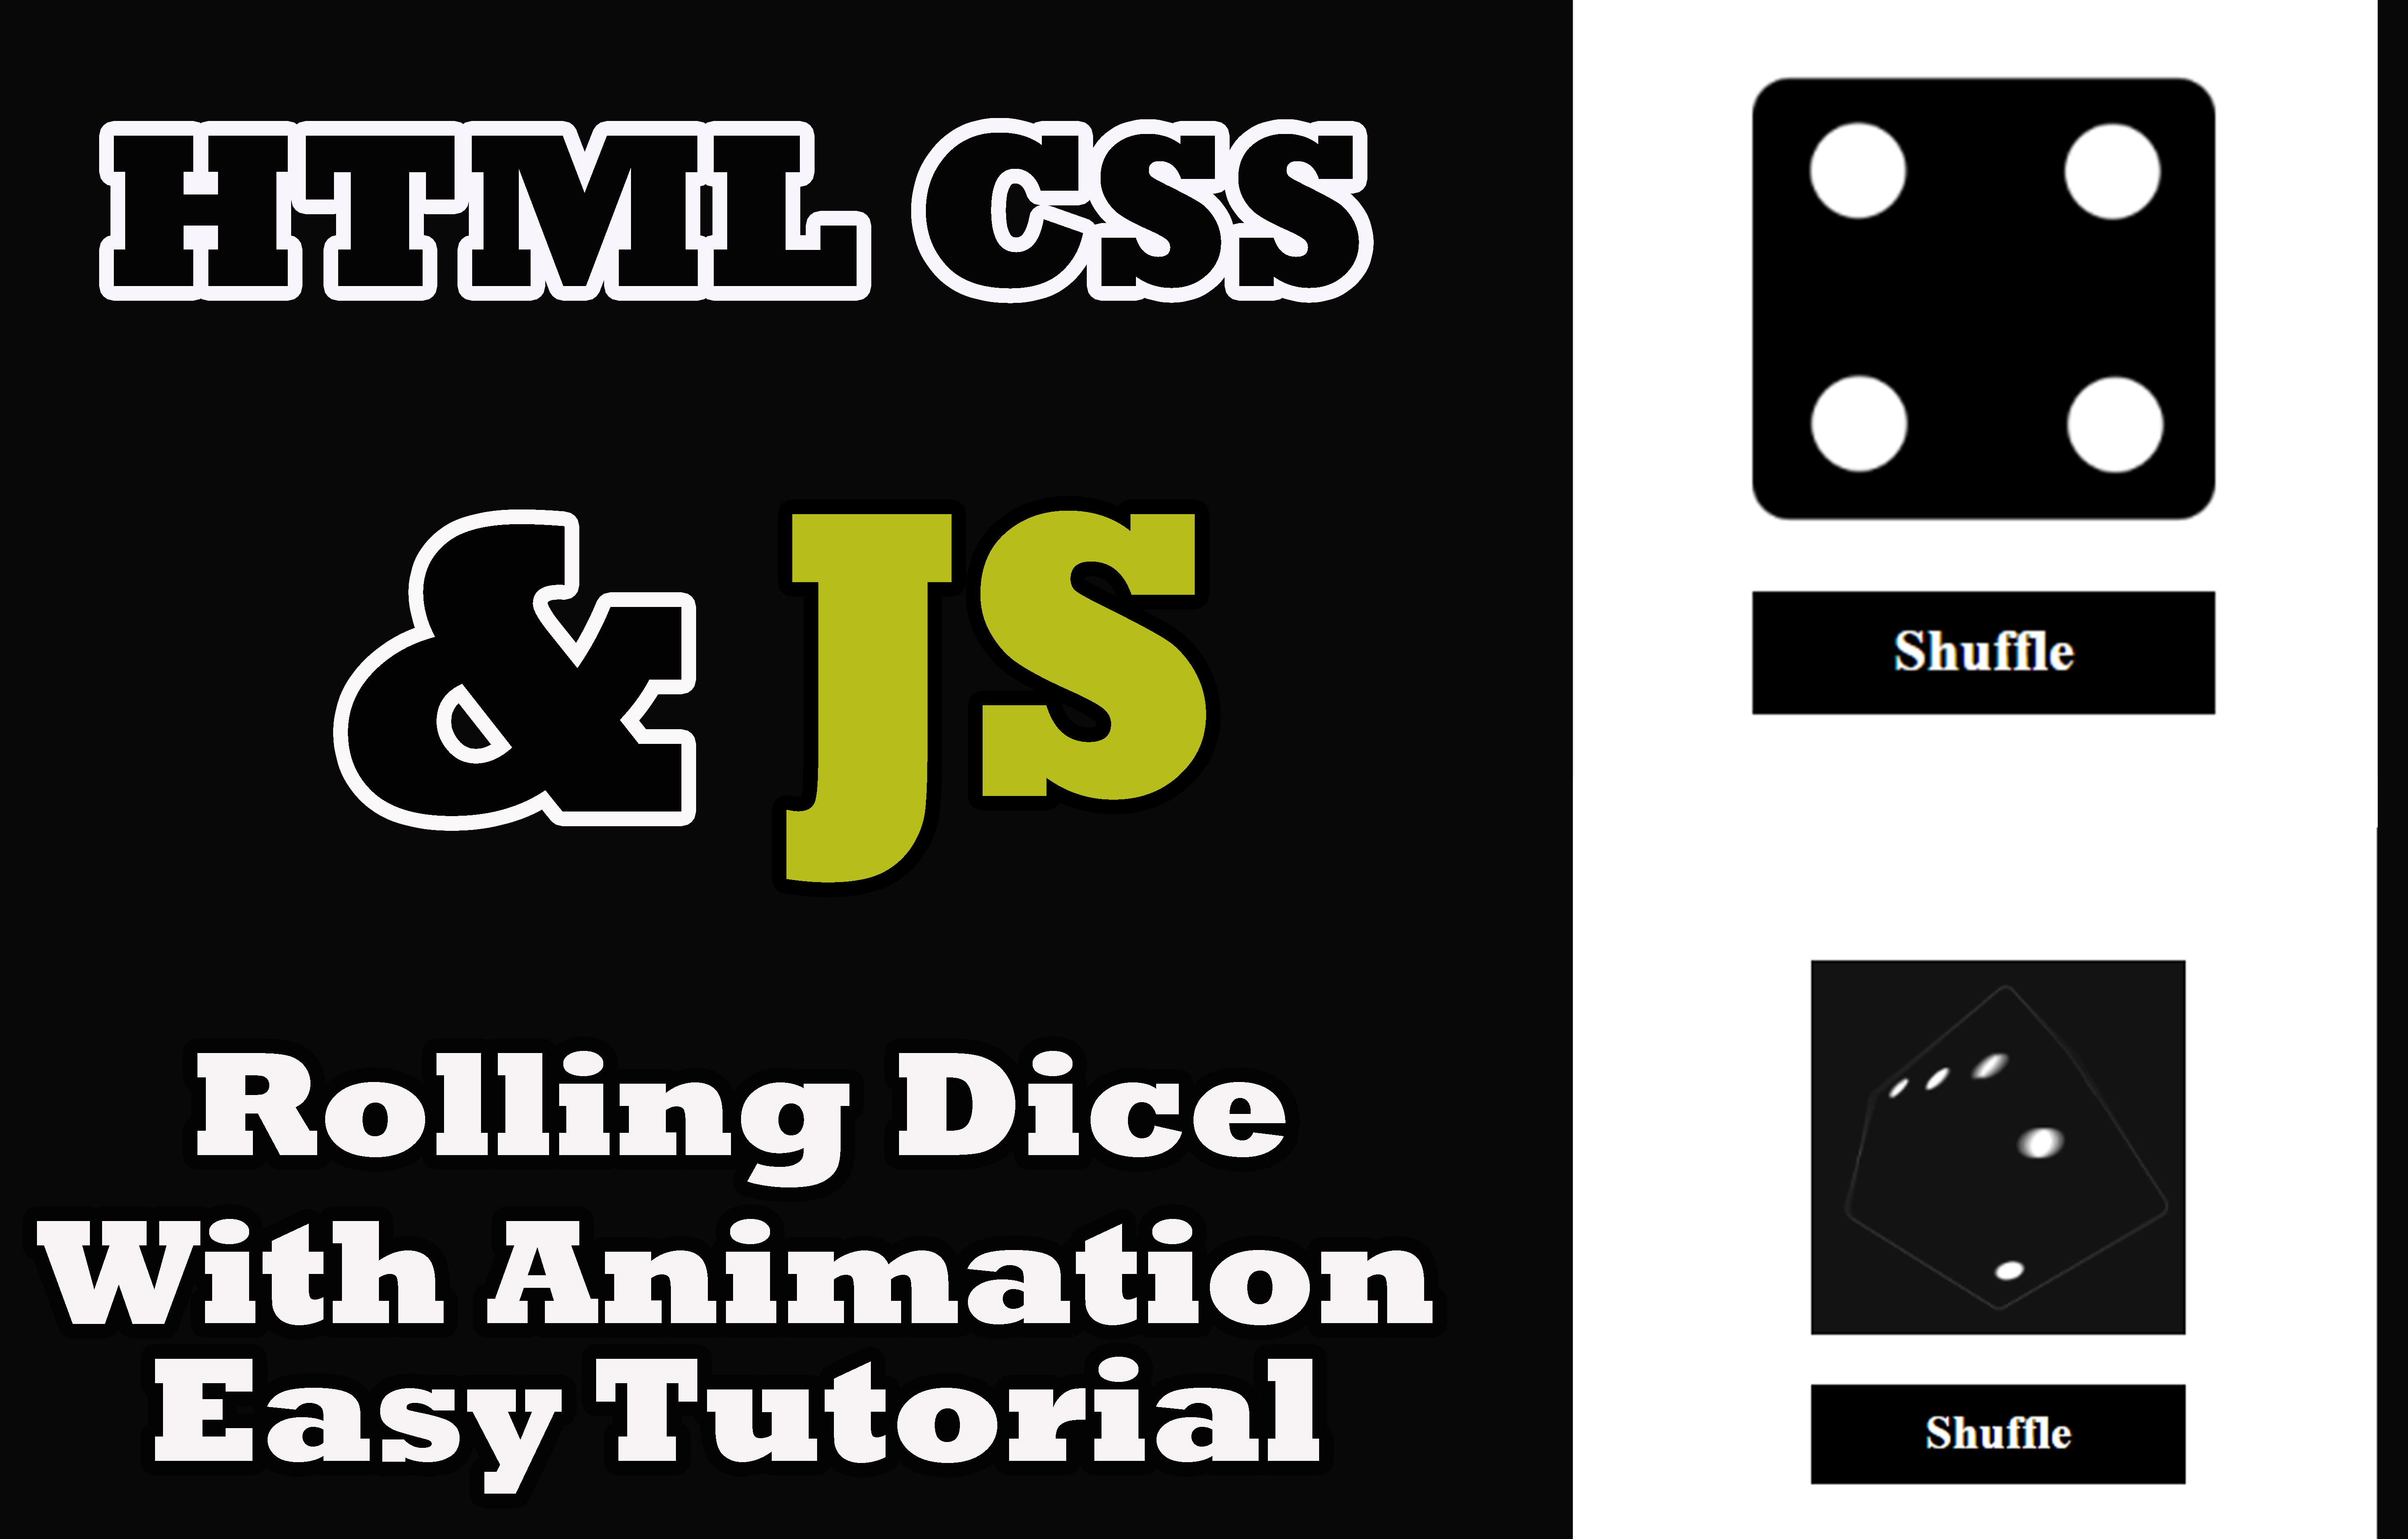 HTML CSS
& JS
Rolling Dice
With Animation
Easy Tutorial
Shuffle
Shuffle